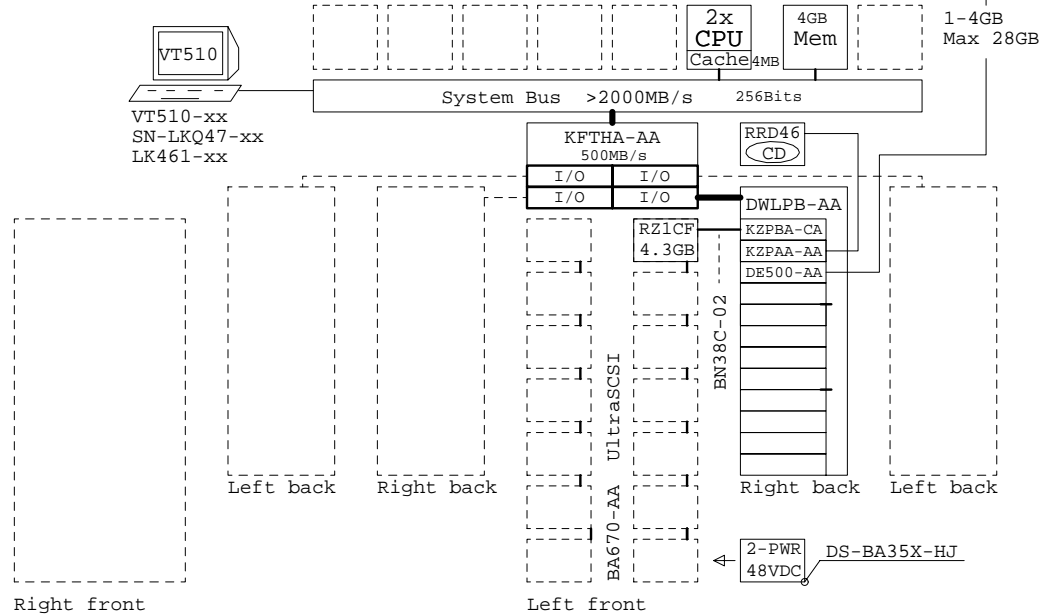 2x
CPU
Cache
4MB
4GB
Mem
1-4GB
Max 28GB
VT510
VT510-xx
SN-LKQ47-xx
LK461-xx
System Bus >2000MB/s 256Bits
KFTHA-AA
500MB/s
I/O I/O
I/O I/O
RRD46
CD
DWLPB-AA
KZPBA-CA
KZPAA-AA
DE500-AA
RZ1CF
4.3GB
BN38C-02
BA670-AA UltraSCSI
Left back
Right back
Right back
Left back
2-PWR
48VDC
DS-BA35X-HJ
Right front
Left front